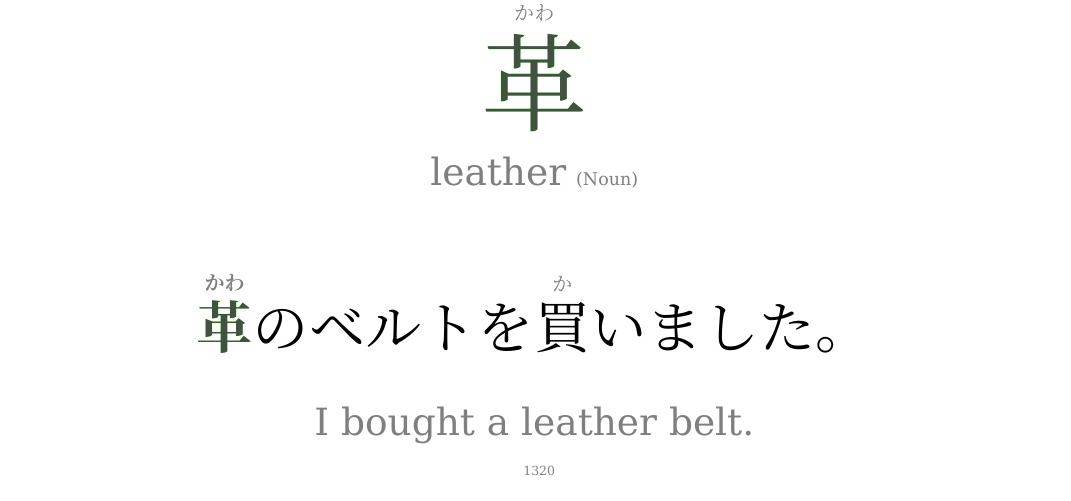 かわ
革
leather (Noun)
かわ か
革のベルトを買いました。
I bought a leather belt.
1320